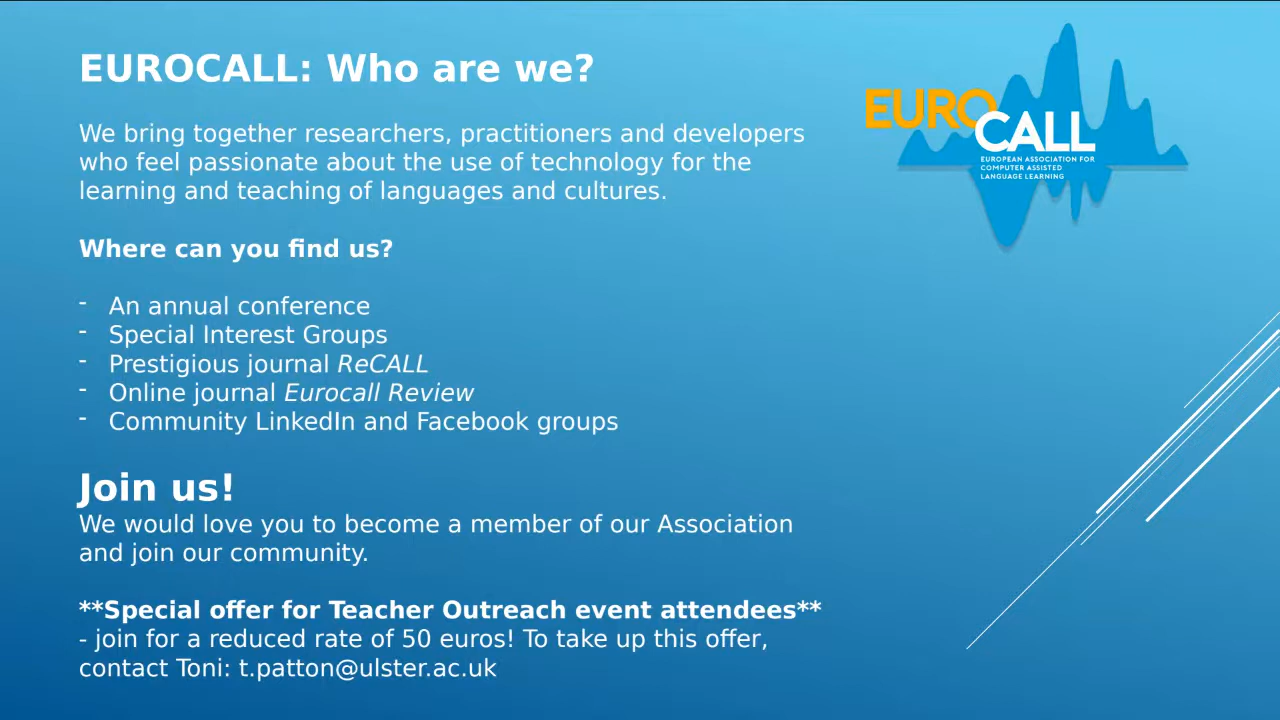 EUROCALL: Who are we?
We bring together researchers, practitioners and developers
who feel passionate about the use of technology for the
learning and teaching of languages and cultures.
Where can you find us?
- An annual conference
- Special Interest Groups
- Prestigious journal ReCALL
- Online journal Eurocall Review
- Community LinkedIn and Facebook groups
Join us!
We would love you to become a member of our Association
and join our community.
**Special offer for Teacher Outreach event attendees**
- join for a reduced rate of 50 euros! To take up this offer,
contact Toni: t.patton@ulster.ac.uk
EURO
CALL
EUROPEAN ASSOCIATION FOR
COMPUTER ASSISTED
LANGUAGE LEARNING